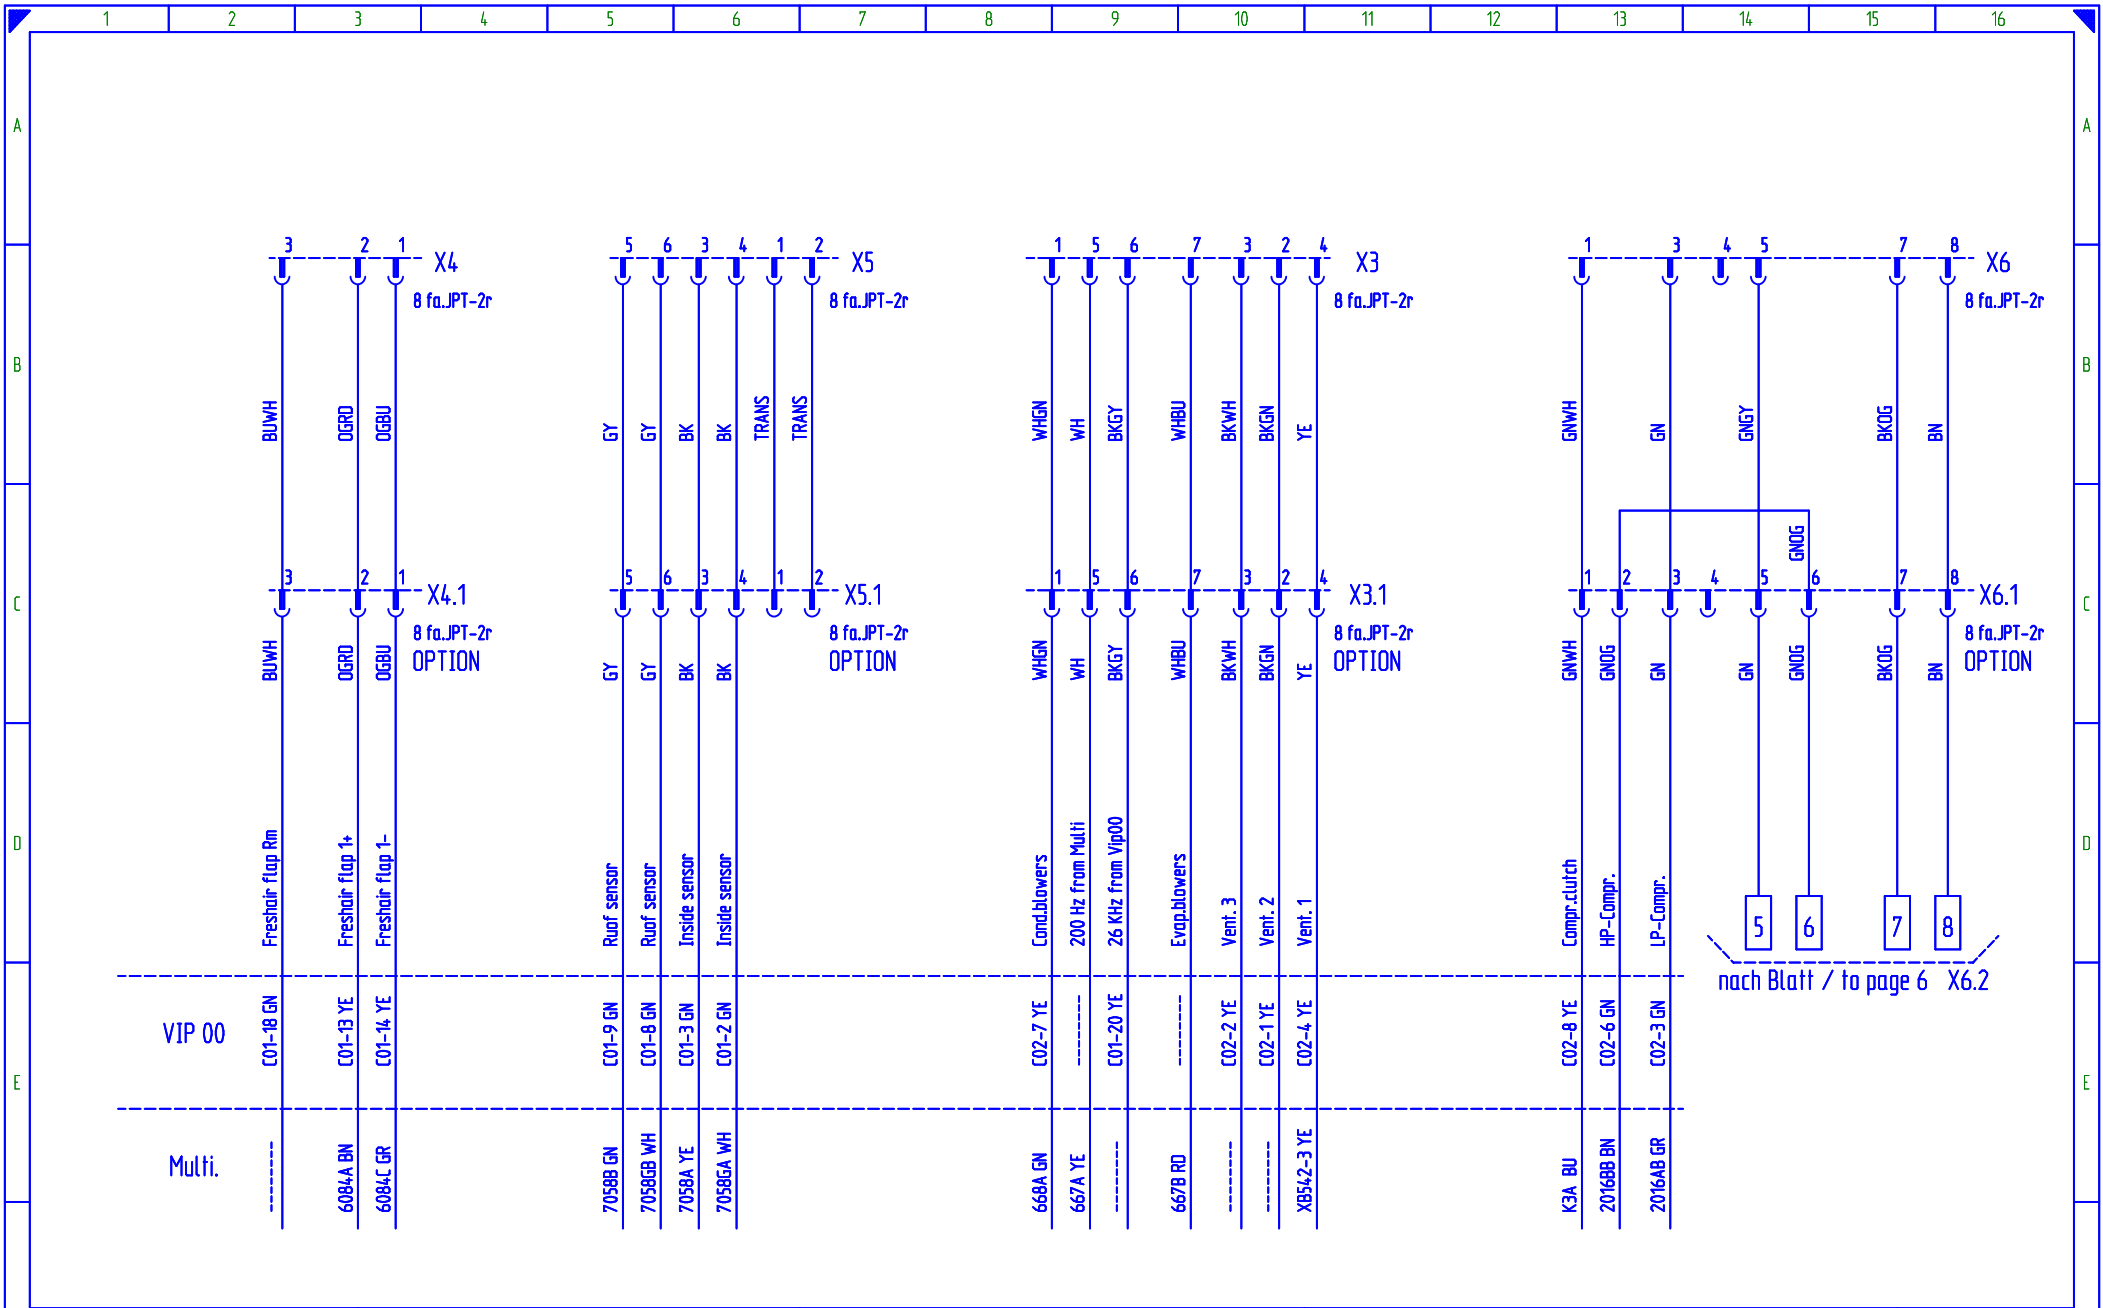 1 2 3 4 5 6 7 8 9 10 11 12 13 14 15 16
A A
3 2 1 X4 5 6 3 4 1 2 X5 1 5 6 7 3 2 4 X3 1 3 4 5 7 8 X6
8 fa.JPT-2r 8 fa.JPT-2r 8 fa.JPT-2r 8 fa.JPT-2r
B B
BUWH OGRD OGBU GY GY BK BK TRANS TRANS WHGN WH BKGY WHBU BKWH BKGN YE GNWH GN GNGY BKOG BN
GNOG
3 2 1 X4.1 5 6 3 4 1 2 X5.1 1 5 6 7 3 2 4 X3.1 1 2 3 4 5 6 7 8 X6.1
C C
8 fa.JPT-2r 8 fa.JPT-2r 8 fa.JPT-2r 8 fa.JPT-2r
OPTION OPTION OPTION OPTION
BUWH OGRD OGBU GY GY BK BK WHGN WH BKGY WHBU BKWH BKGN YE GNWH GNOG GN GN GNOG BKOG BN
D D
Freshair flap Rm
Freshair flap 1+
Freshair flap 1-
Ruof sensor
Ruof sensor
Inside sensor
Inside sensor
Cond.blowers
200 Hz from Multi
26 KHz from Vip00
Evap.blowers
Vent. 3
Vent. 2
Vent. 1
Compr.clutch
HP-Compr.
LP-Compr.
5 6 7 8
nach Blatt / to page 6 X6.2
VIP 00
C01-18 GN
C01-13 YE
C01-14 YE
C01-9 GN
C01-8 GN
C01-3 GN
C01-2 GN
C02-7 YE
---------
C01-20 YE
---------
C02-2 YE
C02-1 YE
C02-4 YE
C02-8 YE
C02-6 GN
C02-3 GN
E E
Multi.
---------
6084A BN
6084C GR
7058B GN
7058GB WH
7058A YE
7058GA WH
668A GN
667A YE
---------
667B RD
---------
---------
XB542-3 YE
K3A BU
2016BB BN
2016AB GR